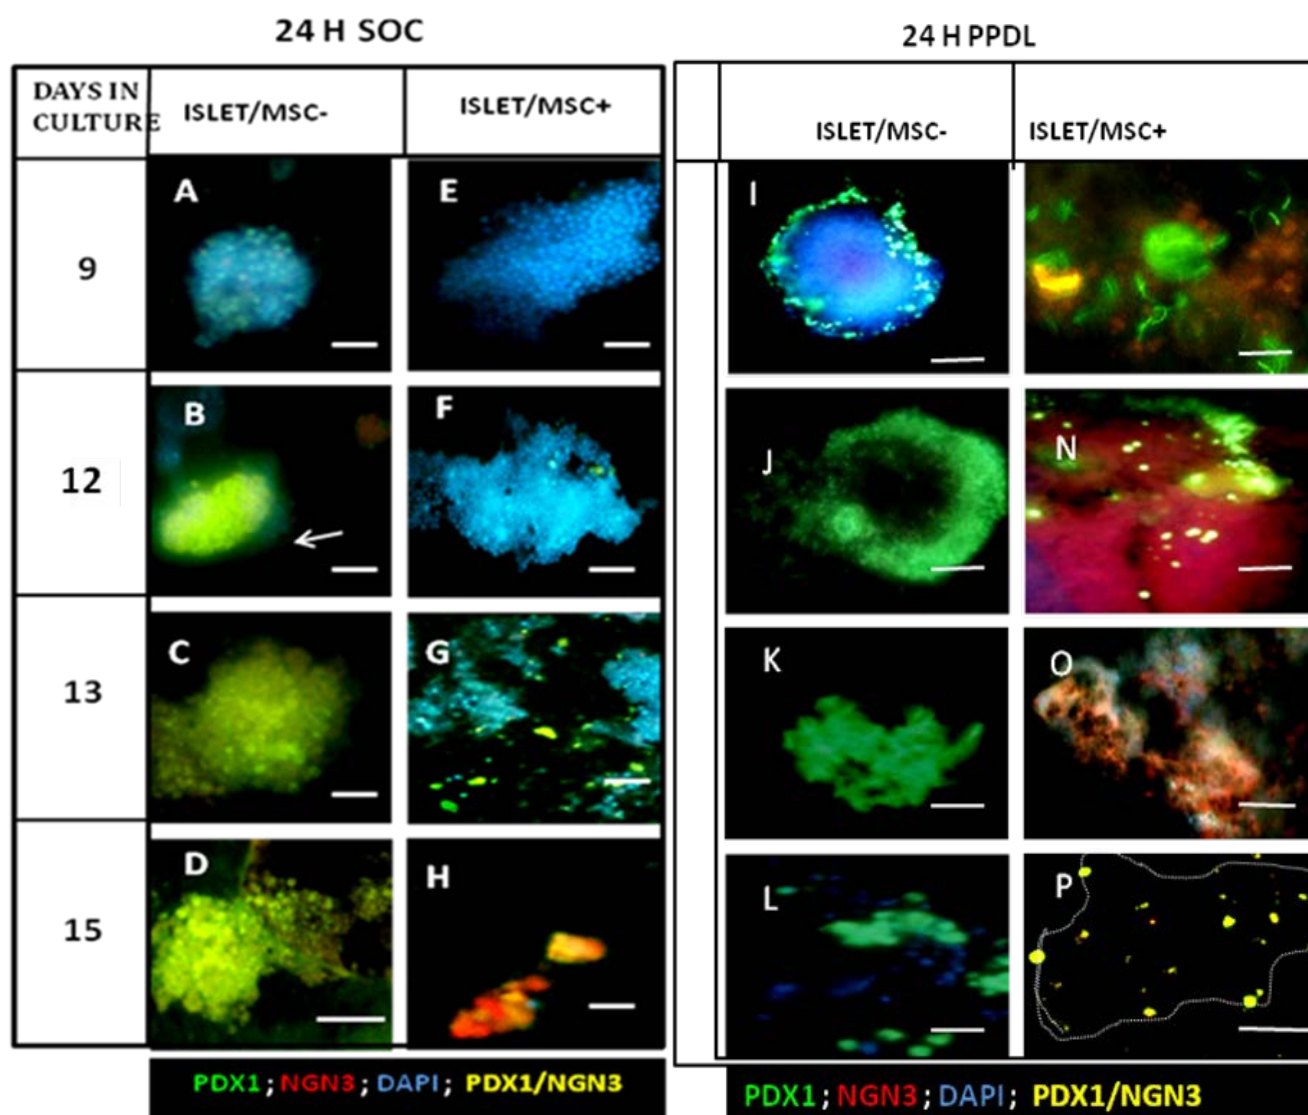 24 H SOC
DAYS IN
CULTURE
ISLET/MSC-
ISLET/MSC+
9
A
E
12
B
F
13
C
G
15
D
H
PDX1 ; NGN3 ; DAPI ; PDX1/NGN3
24 H PPDL
ISLET/MSC-
ISLET/MSC+
I
J
N
K
O
L
P
PDX1 ; NGN3 ; DAPI ; PDX1/NGN3